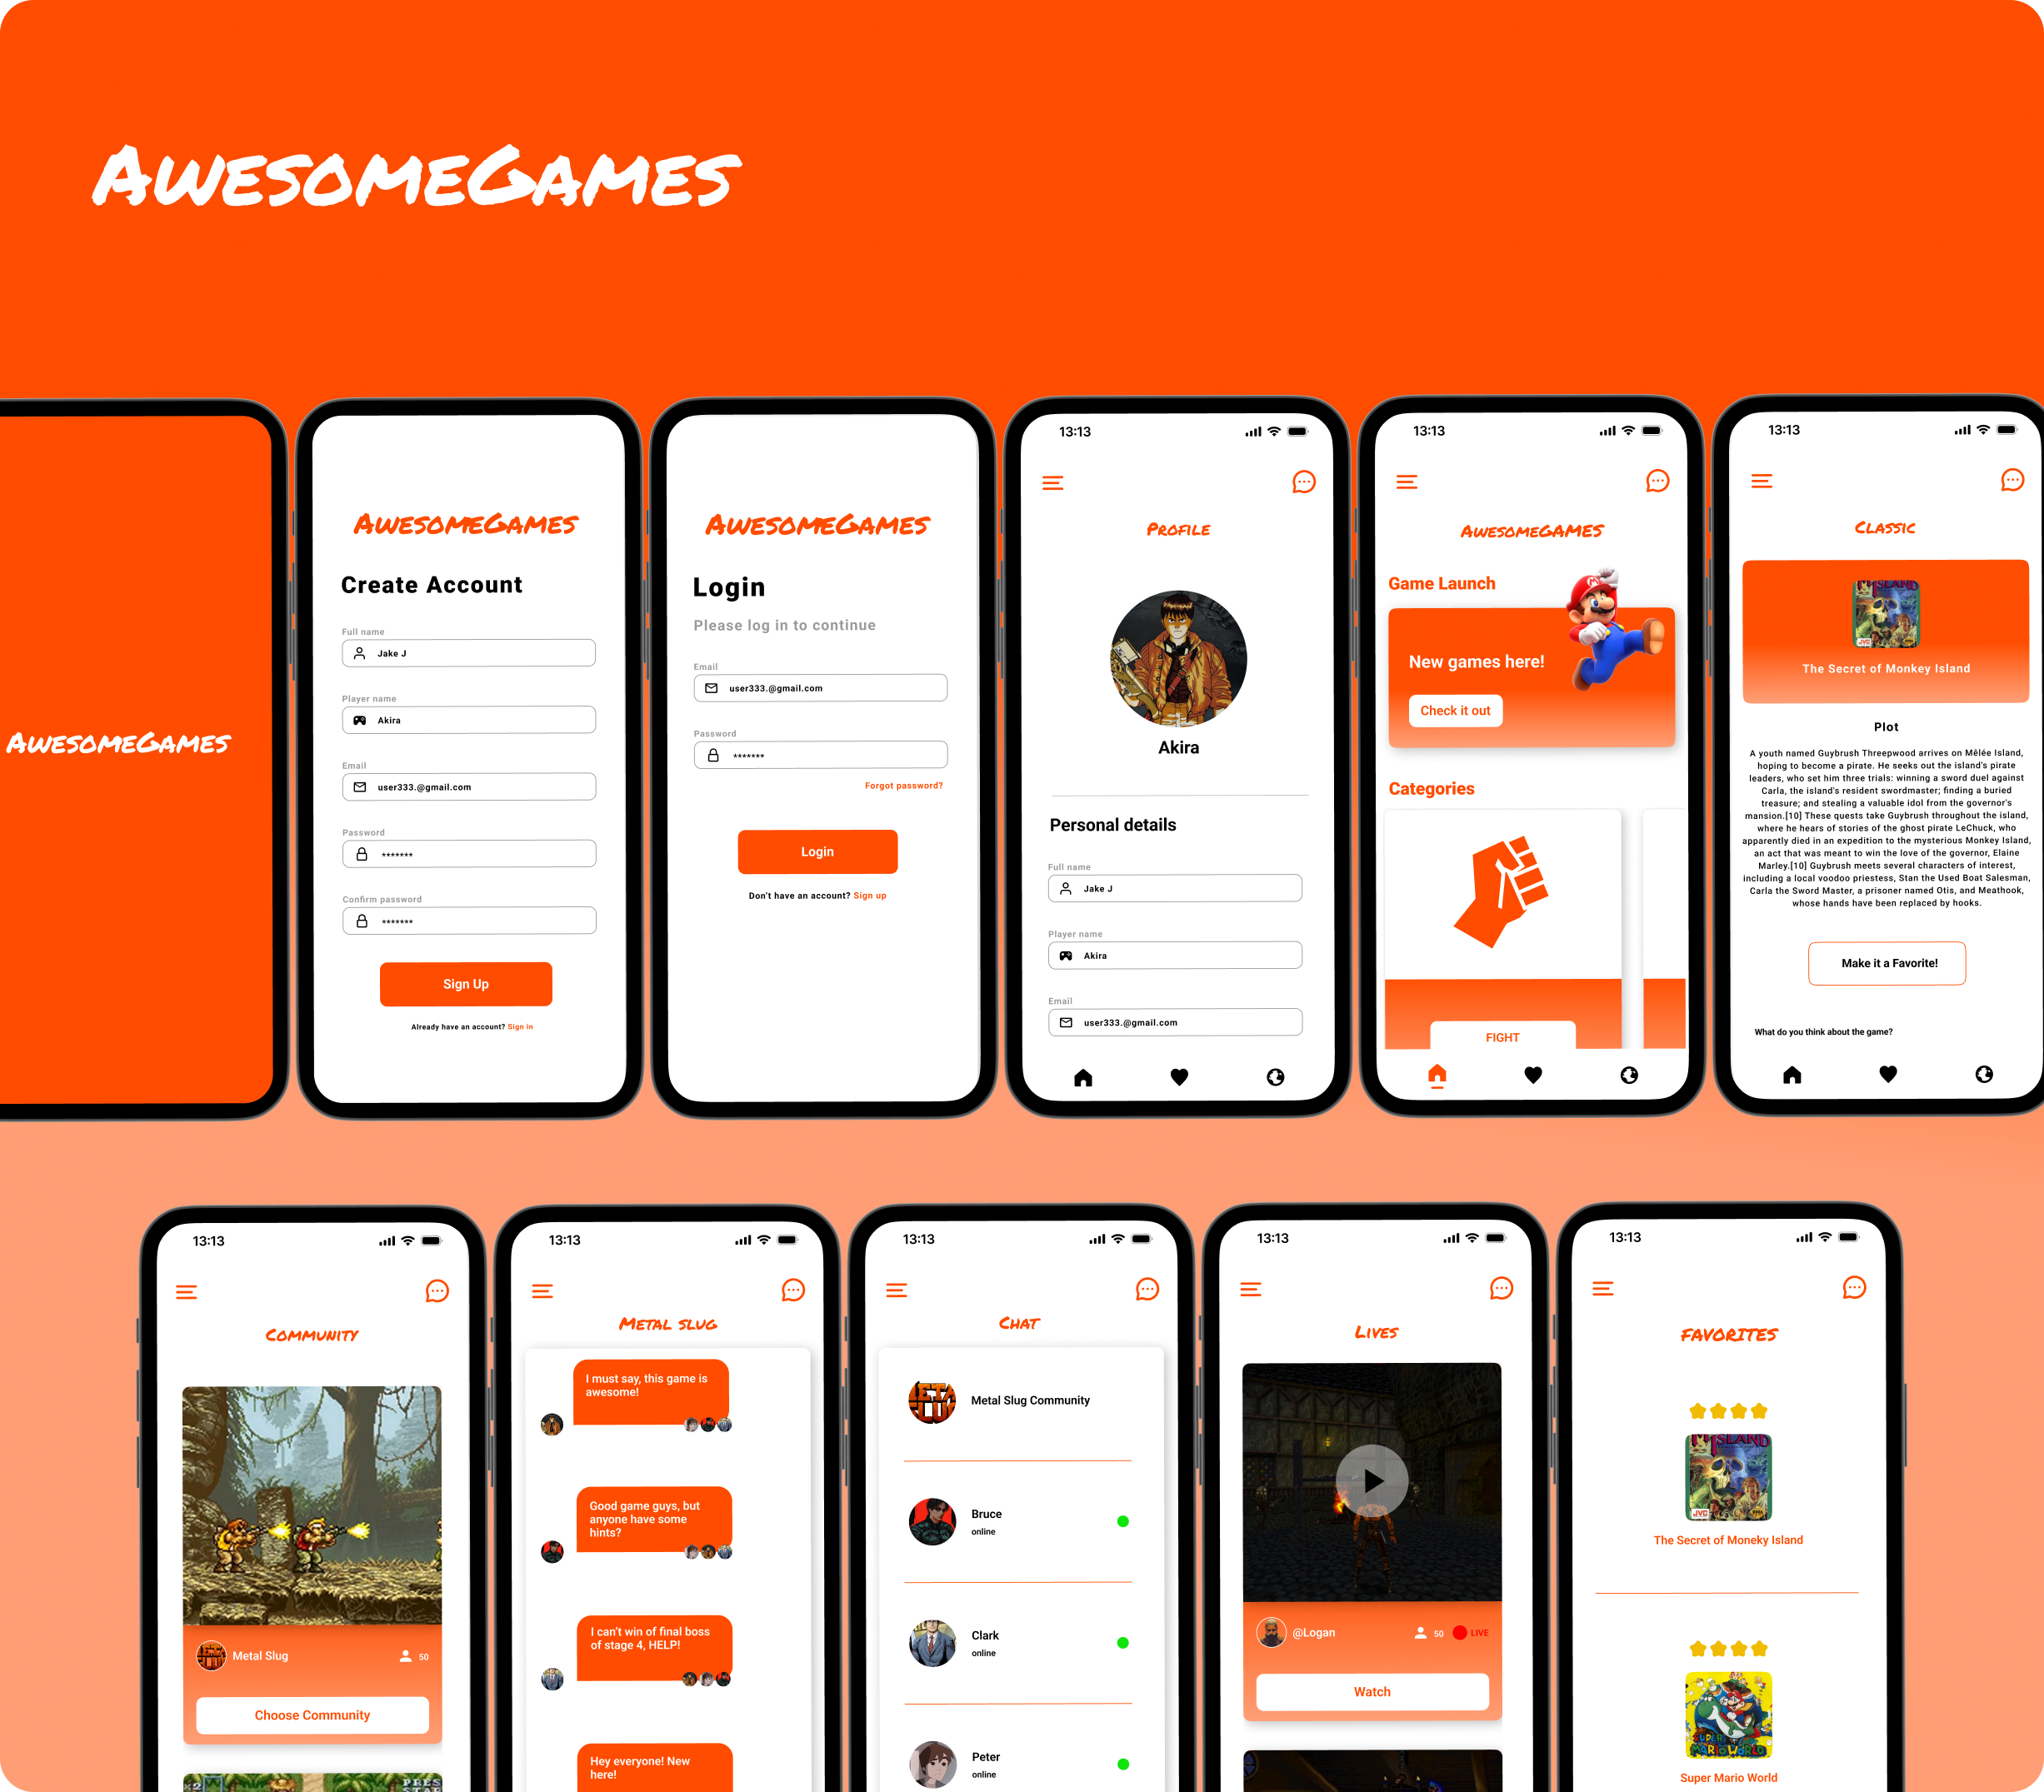 AwesomeGames
AwesomeGames
AwesomeGames
Create Account
Full name
Jake J
Player name
Akira
Email
user333.@gmail.com
Password
*******
Confirm password
*******
Sign Up
Already have an account? Sign in
AwesomeGames
Login
Please log in to continue
Email
user333.@gmail.com
Password
*******
Forgot password?
Login
Don't have an account? Sign up
13:13
Profile
Akira
Personal details
Full name
Jake J
Player name
Akira
Email
user333.@gmail.com
13:13
AwesomeGAMES
Game Launch
New games here!
Check it out
Categories
FIGHT
13:13
Classic
ISLAND
JVC
The Secret of Monkey Island
Plot
A youth named Guybrush Threepwood arrives on Mêlée Island,
hoping to become a pirate. He seeks out the island's pirate
leaders, who set him three trials: winning a sword duel against
Carla, the island's resident swordmaster; finding a buried
treasure; and stealing a valuable idol from the governor's
mansion.[10] These quests take Guybrush throughout the island,
where he hears of stories of the ghost pirate LeChuck, who
apparently died in an expedition to the mysterious Monkey Island,
an act that was meant to win the love of the governor, Elaine
Marley.[10] Guybrush meets several characters of interest,
including a local voodoo priestess, Stan the Used Boat Salesman,
Carla the Sword Master, a prisoner named Otis, and Meathook,
whose hands have been replaced by hooks.
Make it a Favorite!
What do you think about the game?
13:13
Community
Metal Slug
50
Choose Community
×2
PRES
13:13
Metal slug
I must say, this game is
awesome!
Good game guys, but
anyone have some
hints?
I can't win of final boss
of stage 4, HELP!
Hey everyone! New
here!
13:13
Chat
Metal Slug Community
Bruce
online
Clark
online
Peter
online
13:13
Lives
@Logan
50
LIVE
Watch
13:13
FAVORITES
ISLAND
JVC
The Secret of Moneky Island
SUPER
MARIO WORLD
Super Mario World